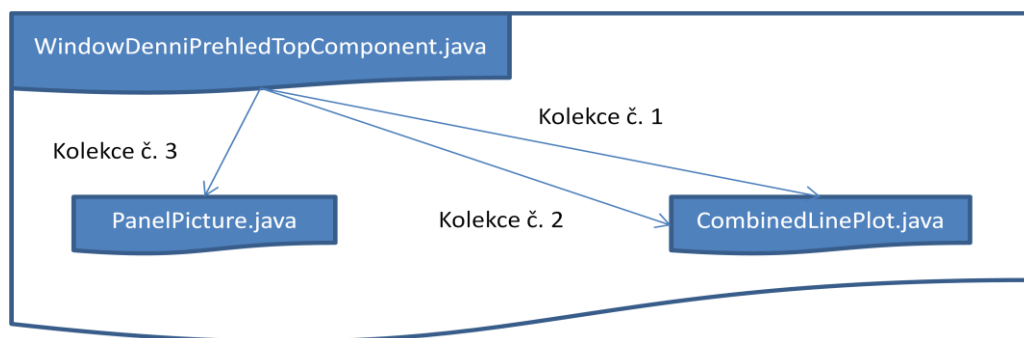 WindowDenniPrehledTopComponent.java
Kolekce č. 1
Kolekce č. 3
PanelPicture.java
Kolekce č. 2
CombinedLinePlot.java